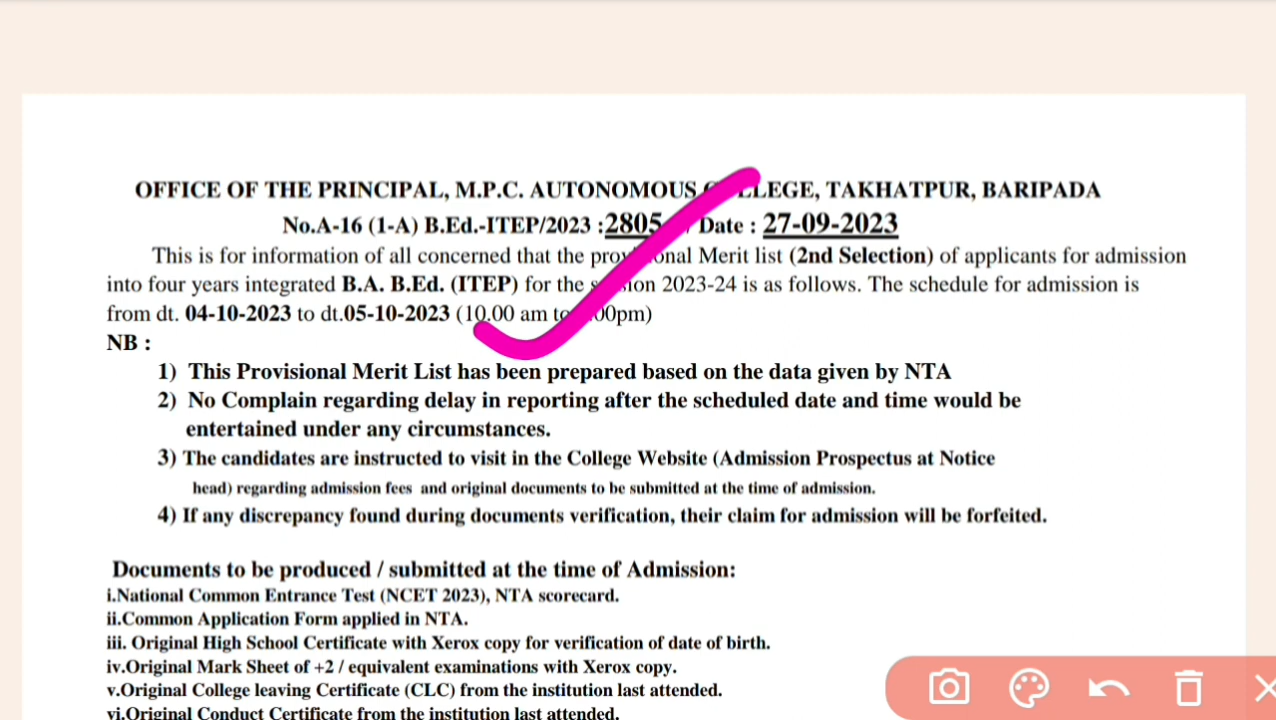 OFFICE OF THE PRINCIPAL, M.P.C. AUTONOMOUS COLLEGE, TAKHATPUR, BARIPADA
No.A-16 (1-A) B.Ed.-ITEP/2023 :2805 Date : 27-09-2023
This is for information of all concerned that the provisional Merit list (2nd Selection) of applicants for admission
into four years integrated B.A. B.Ed. (ITEP) for the session 2023-24 is as follows. The schedule for admission is
from dt. 04-10-2023 to dt.05-10-2023 (10.00 am to
NB :
1) This Provisional Merit List has been prepared based on the data given by NTA
2) No Complain regarding delay in reporting after the scheduled date and time would be
entertained under any circumstances.
3) The candidates are instructed to visit in the College Website (Admission Prospectus at Notice
head) regarding admission fees and original documents to be submitted at the time of admission.
4) If any discrepancy found during documents verification, their claim for admission will be forfeited.
Documents to be produced / submitted at the time of Admission:
i.National Common Entrance Test (NCET 2023), NTA scorecard.
ii.Common Application Form applied in NTA.
iii. Original High School Certificate with Xerox copy for verification of date of birth.
iv.Original Mark Sheet of +2 / equivalent examinations with Xerox copy.
v.Original College leaving Certificate (CLC) from the institution last attended.
vi.Original Conduct Certificate from the institution last attended.